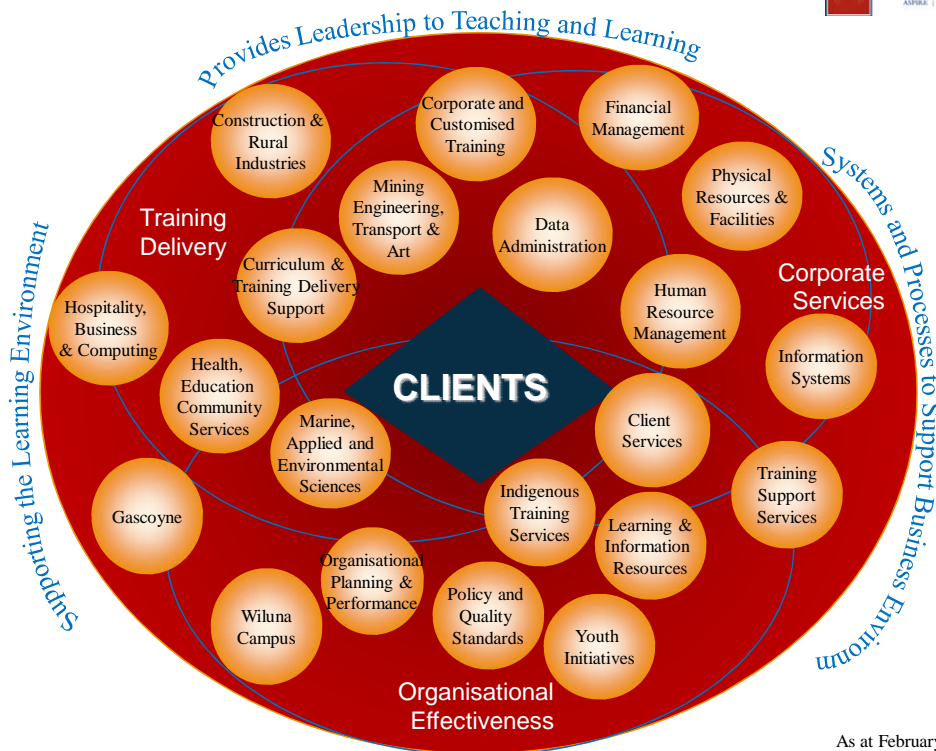 ASPIRE |
Provides Leadership to Teaching and Learning
Systems and Processes to Support Business Environm
Supporting the Learning Environment
Construction &
Rural
Industries
Corporate and
Customised
Training
Financial
Management
Physical
Resources &
Facilities
Mining
Engineering,
Transport &
Art
Data
Administration
Training
Delivery
Curriculum &
Training Delivery
Support
Human
Resource
Management
Corporate
Services
Hospitality,
Business
& Computing
Information
Systems
Health,
Education
Community
Services
CLIENTS
Client
Services
Marine,
Applied and
Environmental
Sciences
Training
Support
Services
Gascoyne
Indigenous
Training
Services
Learning &
Information
Resources
Organisational
Planning &
Performance
Policy and
Quality
Standards
Wiluna
Campus
Youth
Initiatives
Organisational
Effectiveness
As at February